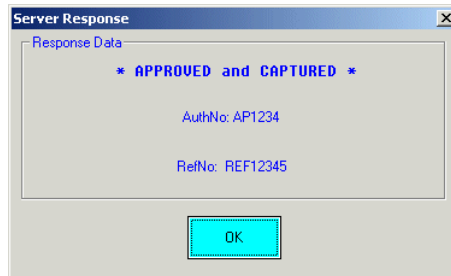 Server Response
Response Data
* APPROVED and CAPTURED *
AuthNo: AP1234
RefNo: REF12345
OK